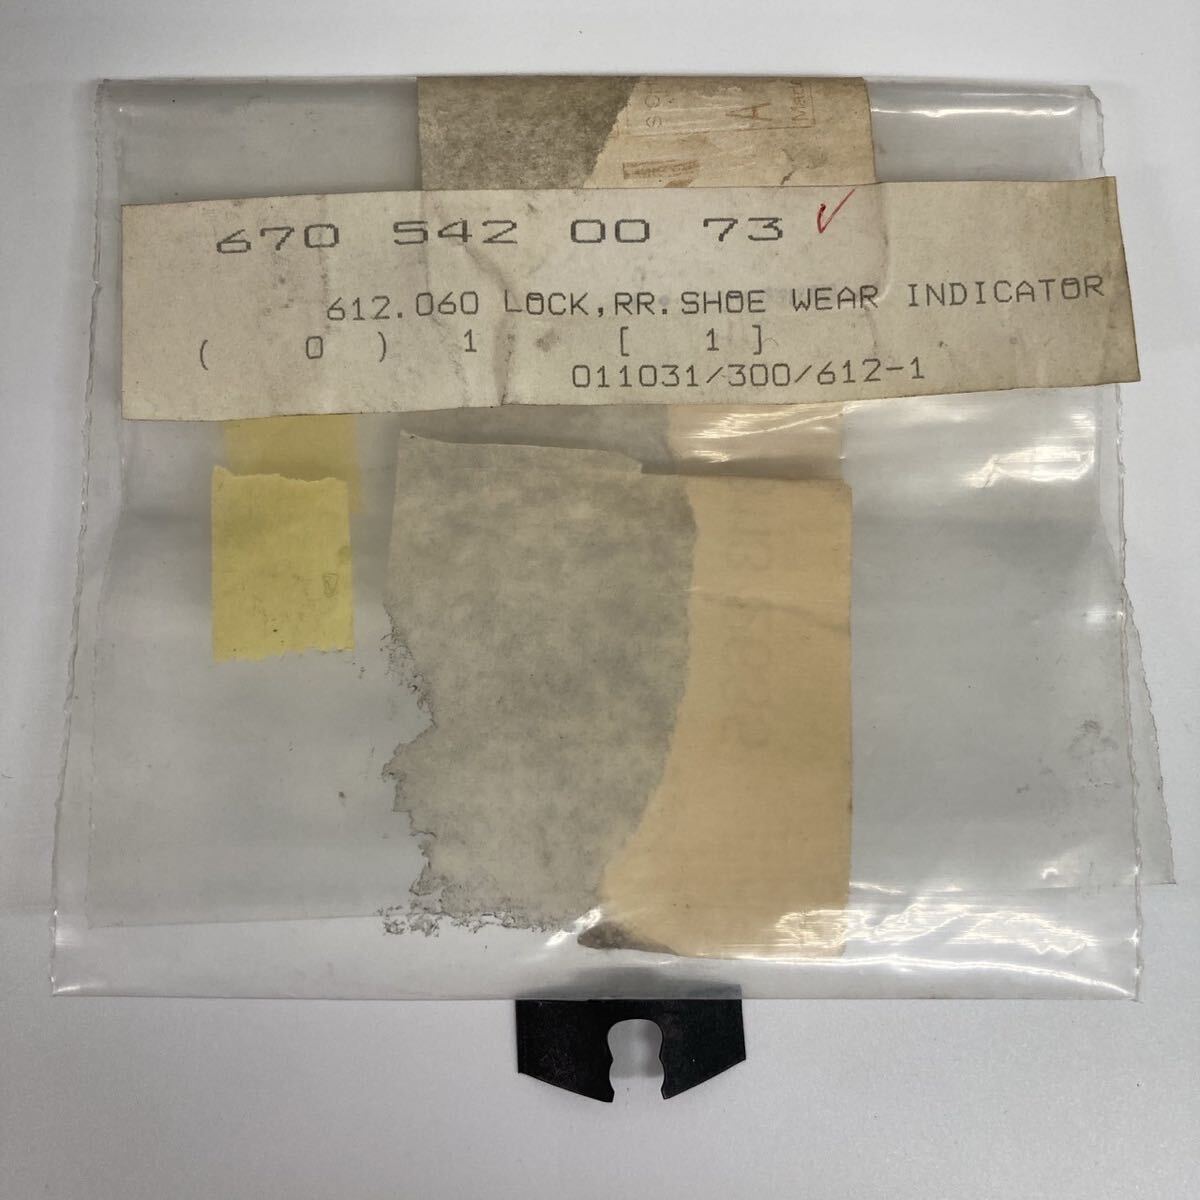 670 542 00 73
612.060 LOCK,RR.SHOE WEAR INDICATOR
( 0 ) 1 [ 1 ]
011031/300/612-1
A